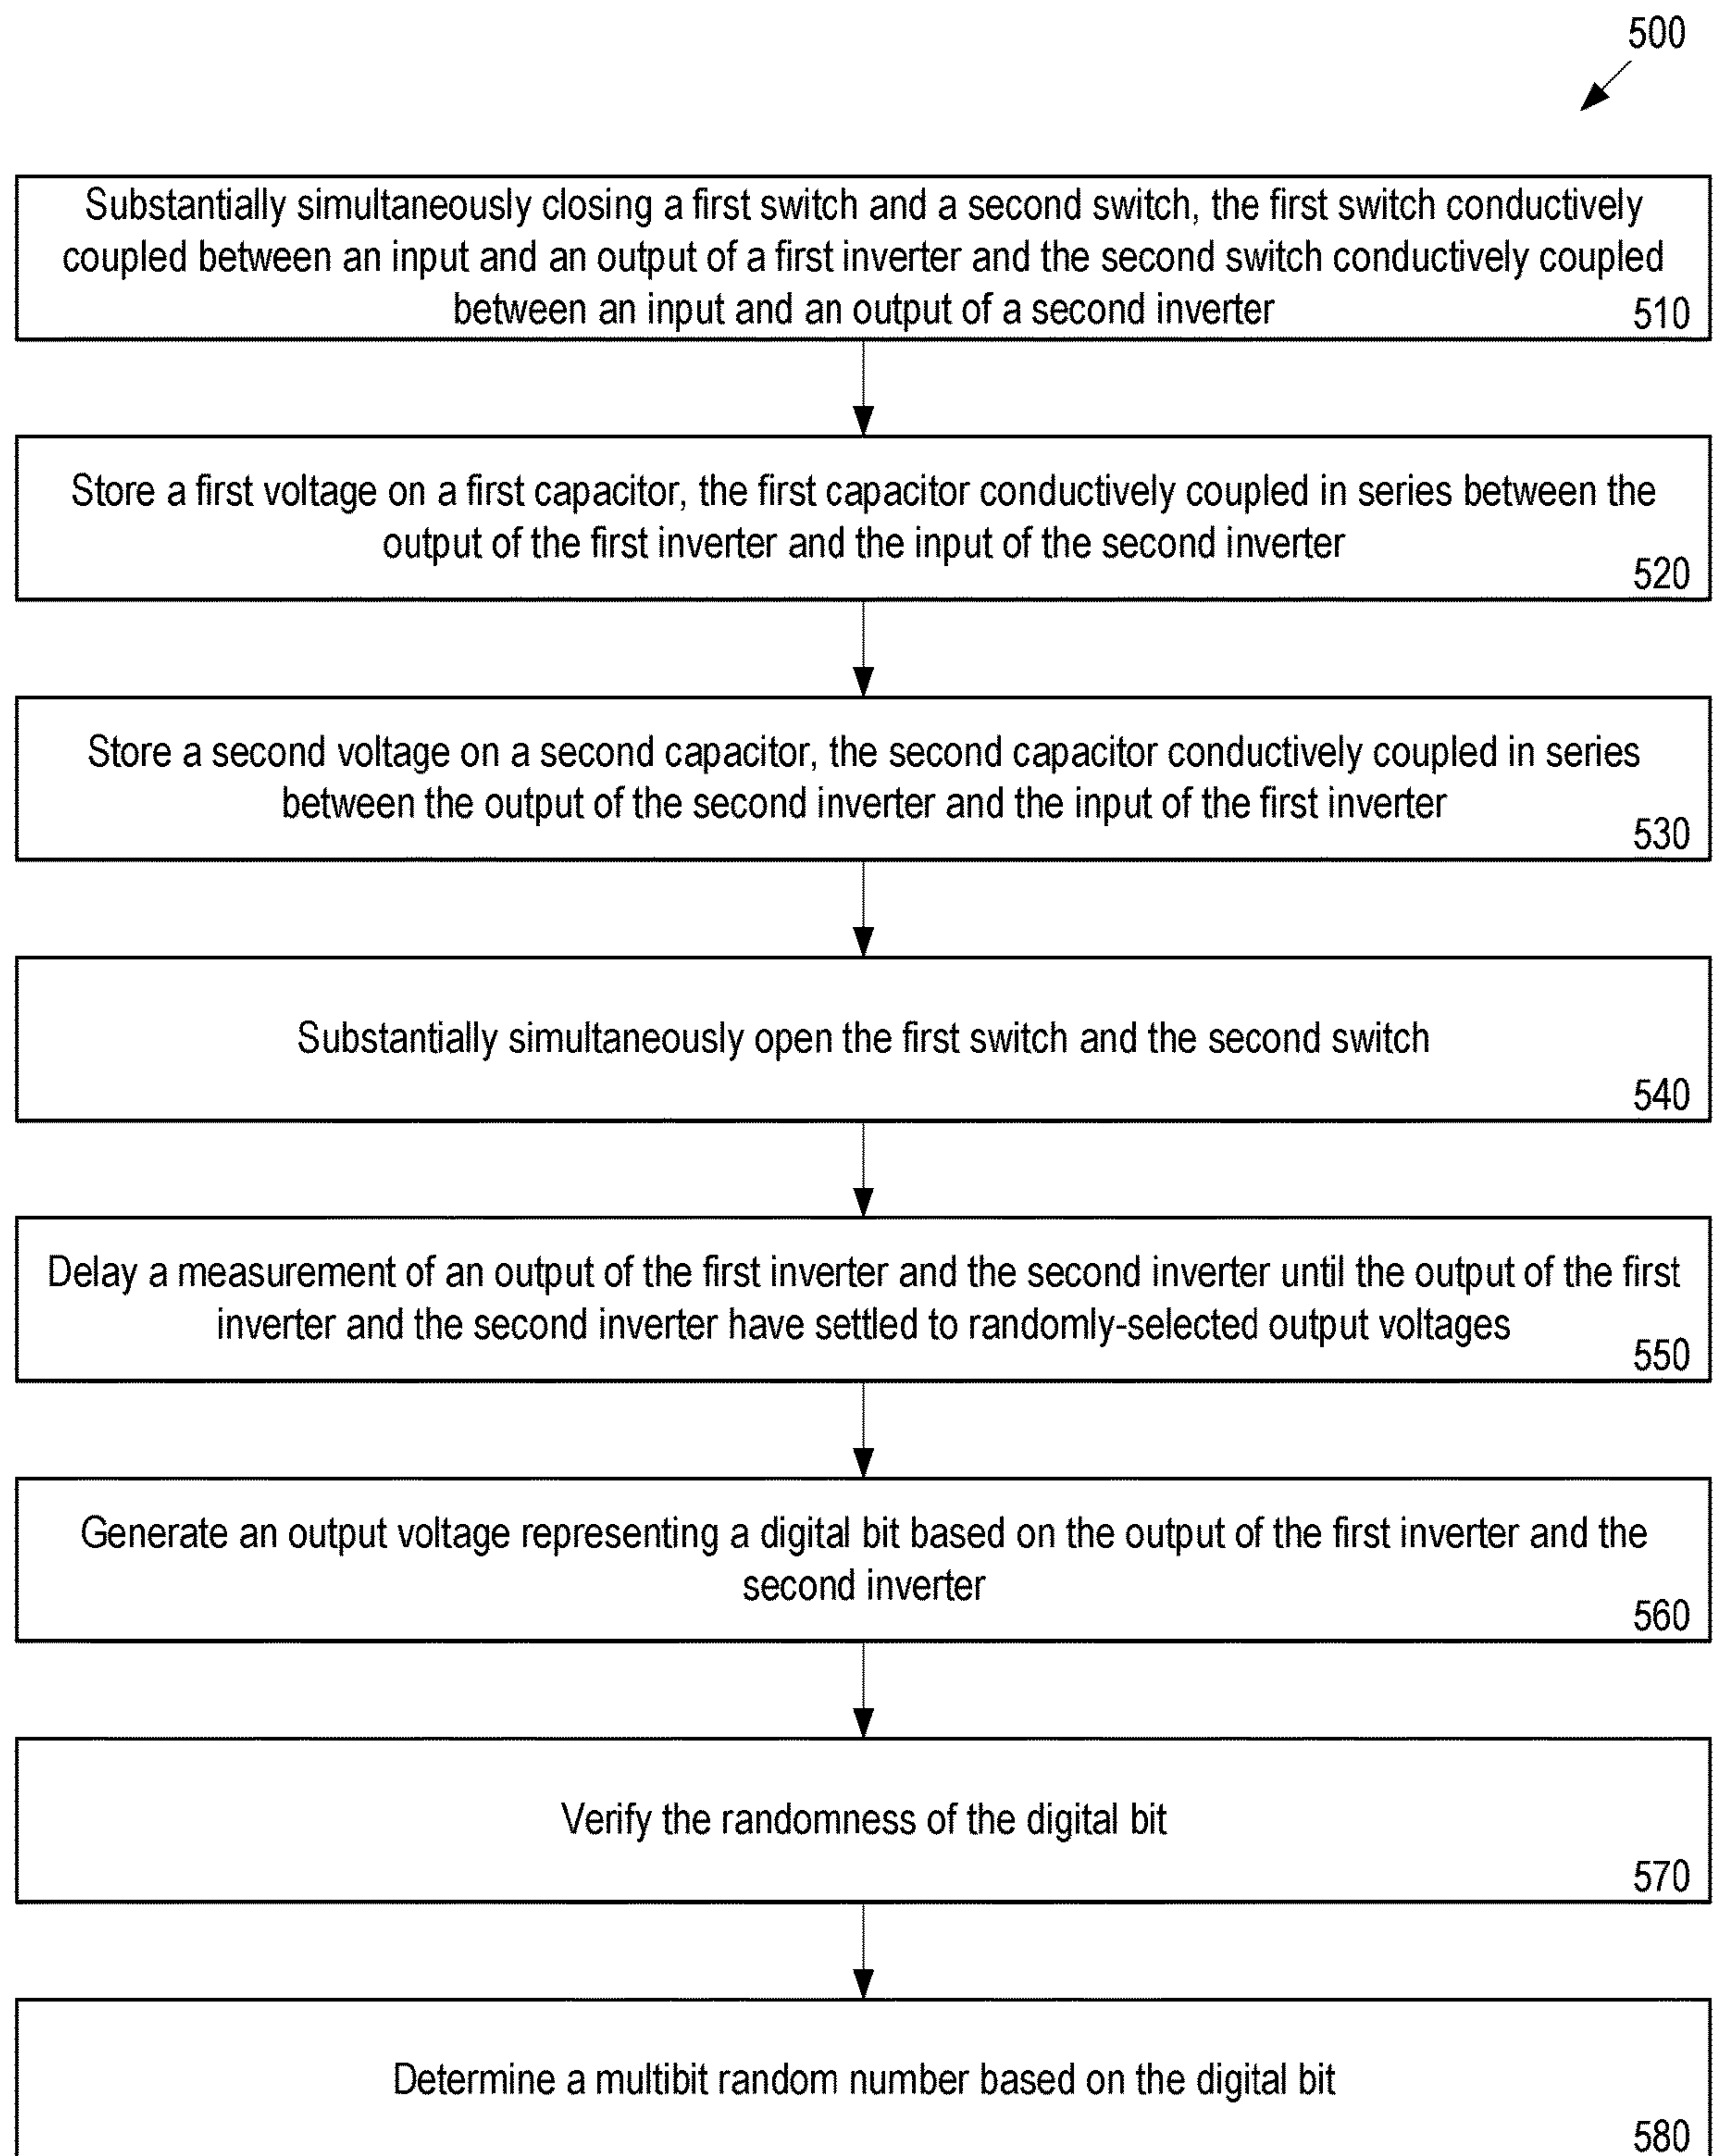 500
Substantially simultaneously closing a first switch and a second switch, the first switch conductively
coupled between an input and an output of a first inverter and the second switch conductively coupled
between an input and an output of a second inverter
510
Store a first voltage on a first capacitor, the first capacitor conductively coupled in series between the
output of the first inverter and the input of the second inverter
520
Store a second voltage on a second capacitor, the second capacitor conductively coupled in series
between the output of the second inverter and the input of the first inverter
530
Substantially simultaneously open the first switch and the second switch
540
Delay a measurement of an output of the first inverter and the second inverter until the output of the first
inverter and the second inverter have settled to randomly-selected output voltages
550
Generate an output voltage representing a digital bit based on the output of the first inverter and the
second inverter
560
Verify the randomness of the digital bit
570
Determine a multibit random number based on the digital bit
580